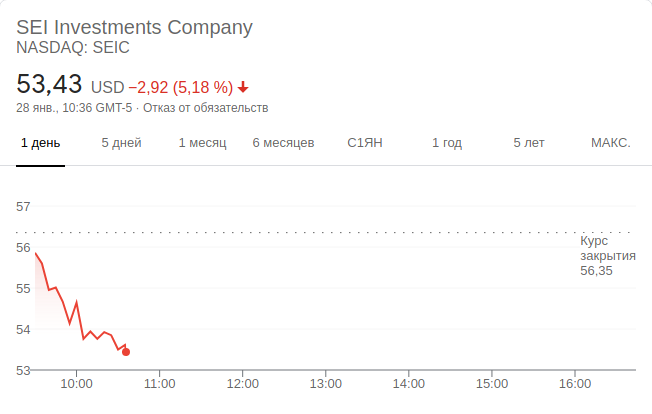 SEI Investments Company
NASDAQ: SEIC
53,43 USD −2,92 (5,18 %)
28 янв., 10:36 GMT-5 · Отказ от обязательств
1 день 5 дней 1 месяц 6 месяцев С1ЯН 1 год 5 лет МАКС.
57
56
55
54
53
Курс
закрытия
56,35
10:00 11:00 12:00 13:00 14:00 15:00 16:00